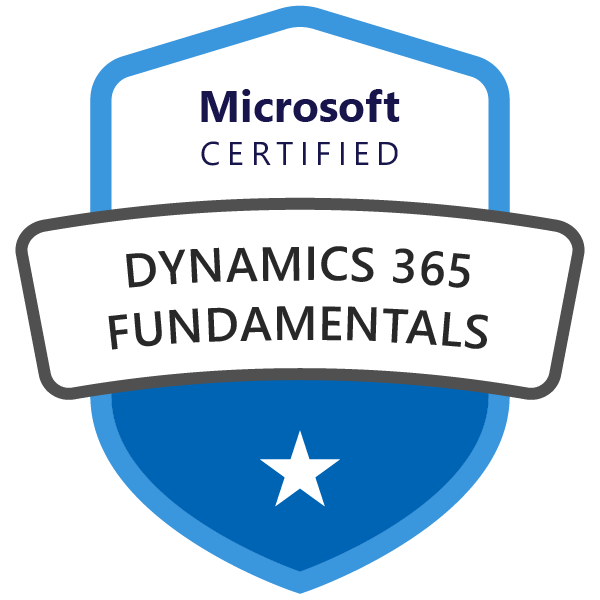 Microsoft
CERTIFIED
DYNAMICS 365
FUNDAMENTALS